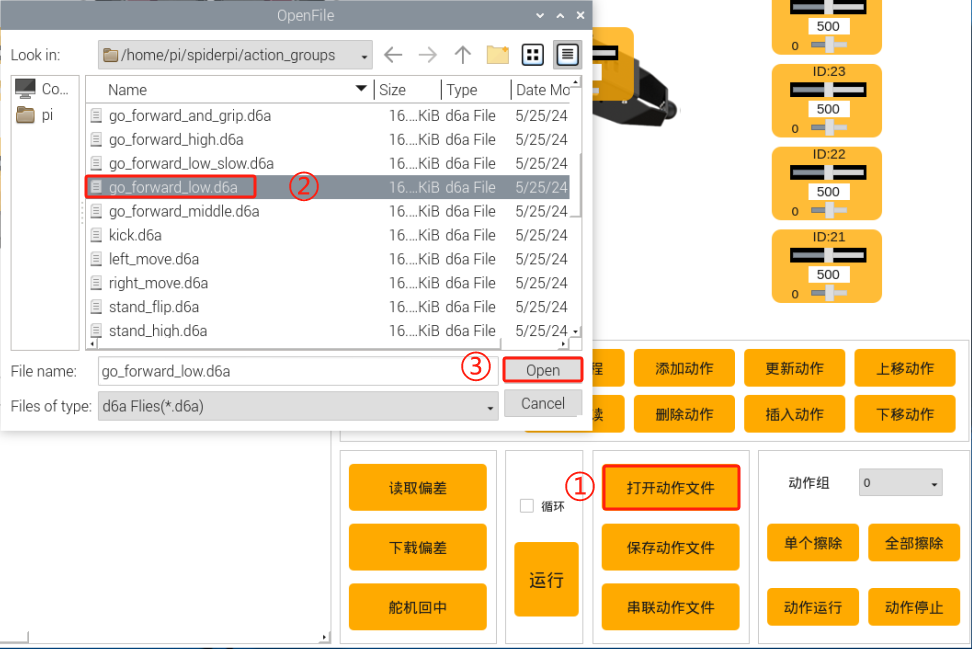 OpenFile
Look in:
/home/pi/spiderpi/action_groups
Co...
pi
Name Size Type Date Mo
go_forward_and_grip.d6a 16....KiB d6a File 5/25/24
go_forward_high.d6a 16....KiB d6a File 5/25/24
go_forward_low_slow.d6a 16....KiB d6a File 5/25/24
go_forward_low.d6a ② 16....KiB d6a File 5/25/24
go_forward_middle.d6a 16....KiB d6a File 5/25/24
kick.d6a 16....KiB d6a File 5/25/24
left_move.d6a 16....KiB d6a File 5/25/24
right_move.d6a 16....KiB d6a File 5/25/24
stand_flip.d6a 16....KiB d6a File 5/25/24
stand_high.d6a 16....KiB d6a File 5/25/24
File name: go_forward_low.d6a ③ Open
Files of type: d6a Flies(*.d6a) Cancel
500
0
ID:23
500
0
ID:22
500
0
ID:21
500
0
程 添加动作 更新动作 上移动作
读 删除动作 插入动作 下移动作
读取偏差
下载偏差
舵机回中
循环
运行
① 打开动作文件
保存动作文件
串联动作文件
动作组 0
单个擦除 全部擦除
动作运行 动作停止